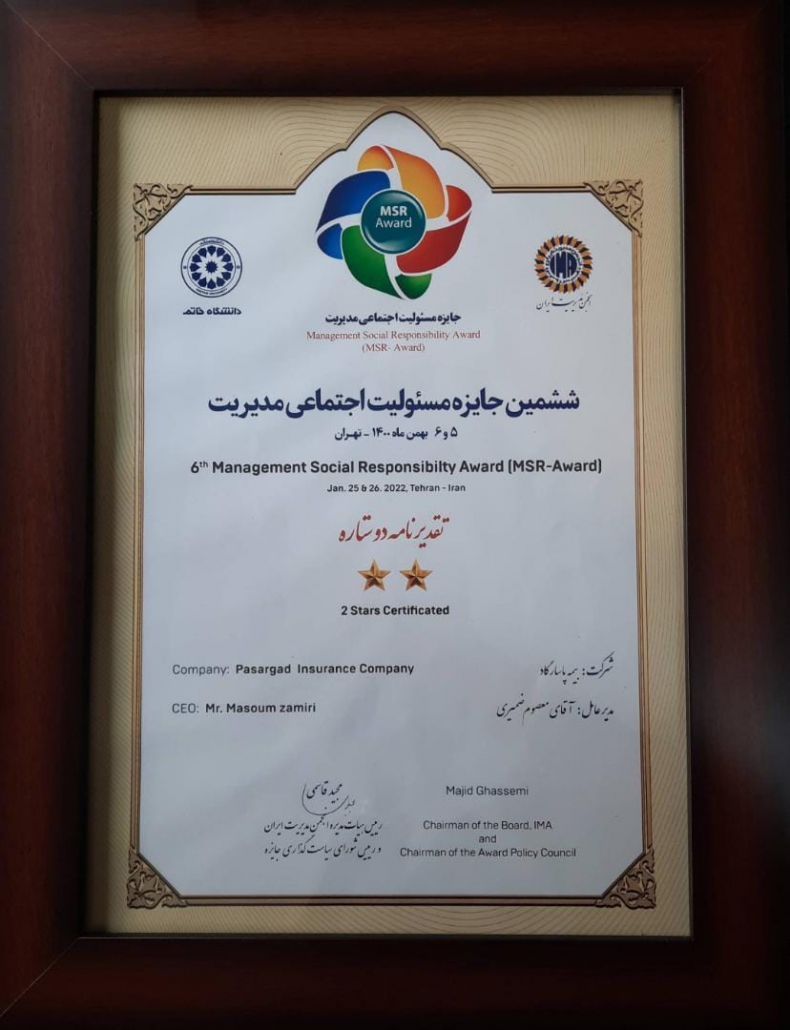 MSR
Award
دانشگاه خاتم
انجمن مدیریت ایران
جایزه مسئولیت اجتماعی مدیریت
Management Social Responsibility Award
(MSR- Award)
ششمین جایزه مسئولیت اجتماعی مدیریت
۵ و ۶ بهمن ماه ۱۴۰۰ - تهران
6th Management Social Responsibilty Award (MSR-Award)
Jan. 25 & 26. 2022, Tehran - Iran
تقدیرنامه دو ستاره
2 Stars Certificated
Company: Pasargad Insurance Company
شرکت: بیمه پاسارگاد
CEO: Mr. Masoum zamiri
مدیرعامل: آقای معصوم ضمیری
مجید قاسمی
رییس هیات مدیره انجمن مدیریت ایران
و رییس شورای سیاست گذاری جایزه
Majid Ghassemi
Chairman of the Board, IMA
and
Chairman of the Award Policy Council